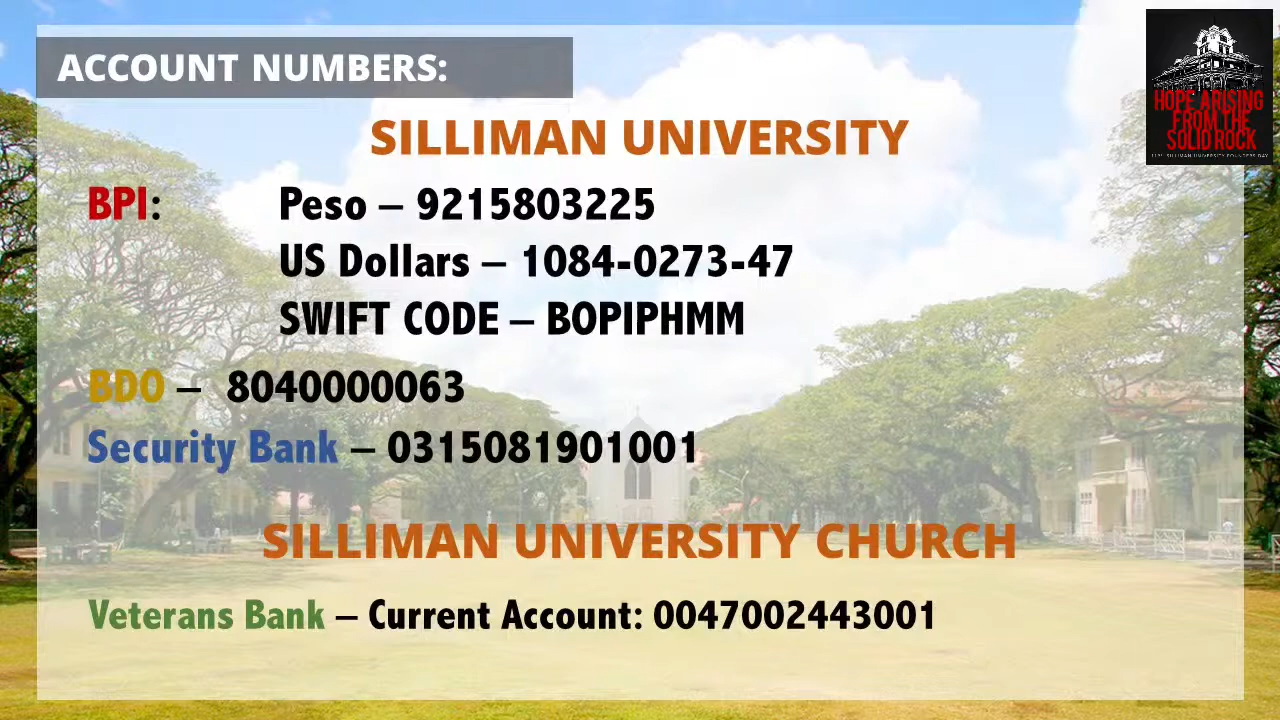 ACCOUNT NUMBERS:
HOPE ARISING
FROM THE
SOLID ROCK
SILLIMAN UNIVERSITY
BPI: Peso – 9215803225
US Dollars – 1084-0273-47
SWIFT CODE – BOPIPHMM
BDO – 8040000063
Security Bank – 0315081901001
SILLIMAN UNIVERSITY CHURCH
Veterans Bank – Current Account: 0047002443001